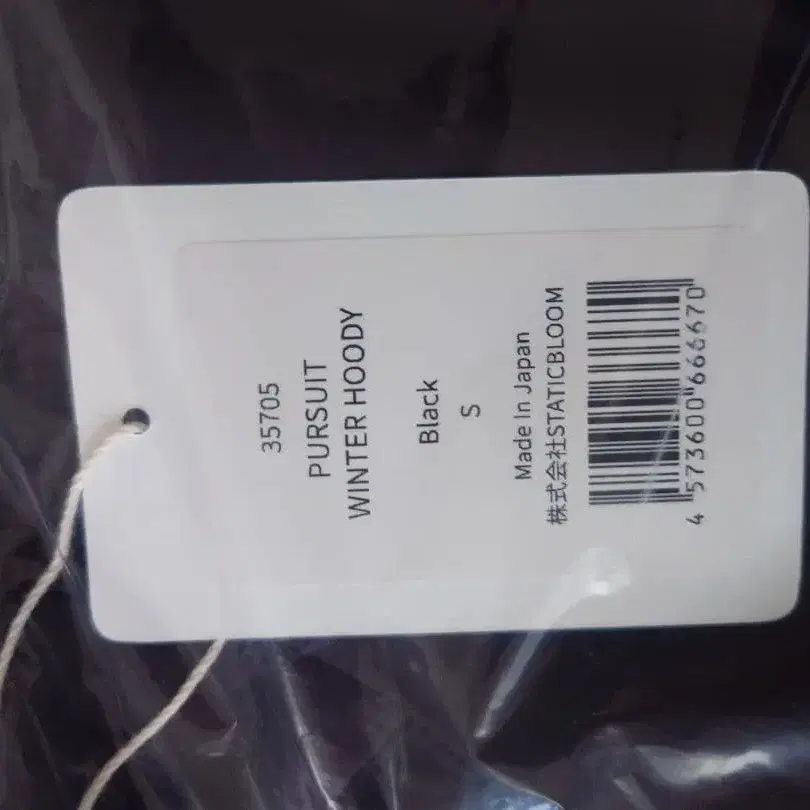 35705
PURSUIT
WINTER HOODY
Black
S
Made In Japan
株式会社STATICBLOOM
4 573600 666670